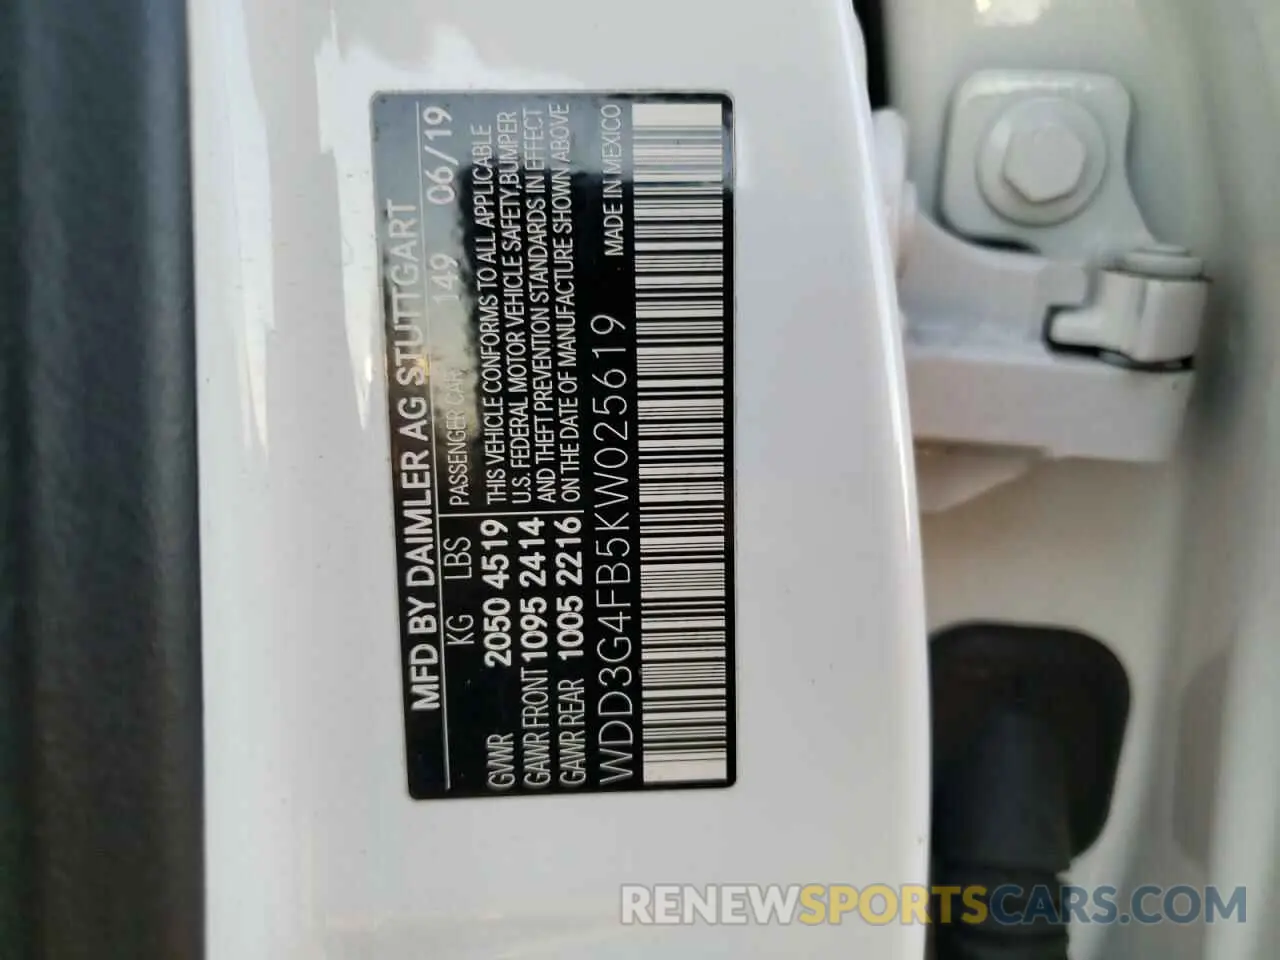 MFD BY DAIMLER AG STUTTGART
149 06/19
KG LBS PASSENGER CAR
GVWR 2050 4519 THIS VEHICLE CONFORMS TO ALL APPLICABLE
GAWR FRONT 1095 2414 U.S. FEDERAL MOTOR VEHICLE SAFETY,BUMPER
GAWR REAR 1005 2216 AND THEFT PREVENTION STANDARDS IN EFFECT
ON THE DATE OF MANUFACTURE SHOWN ABOVE
WDD3G4FB5KW025619 MADE IN MEXICO
RENEWSPORTSCARS.COM